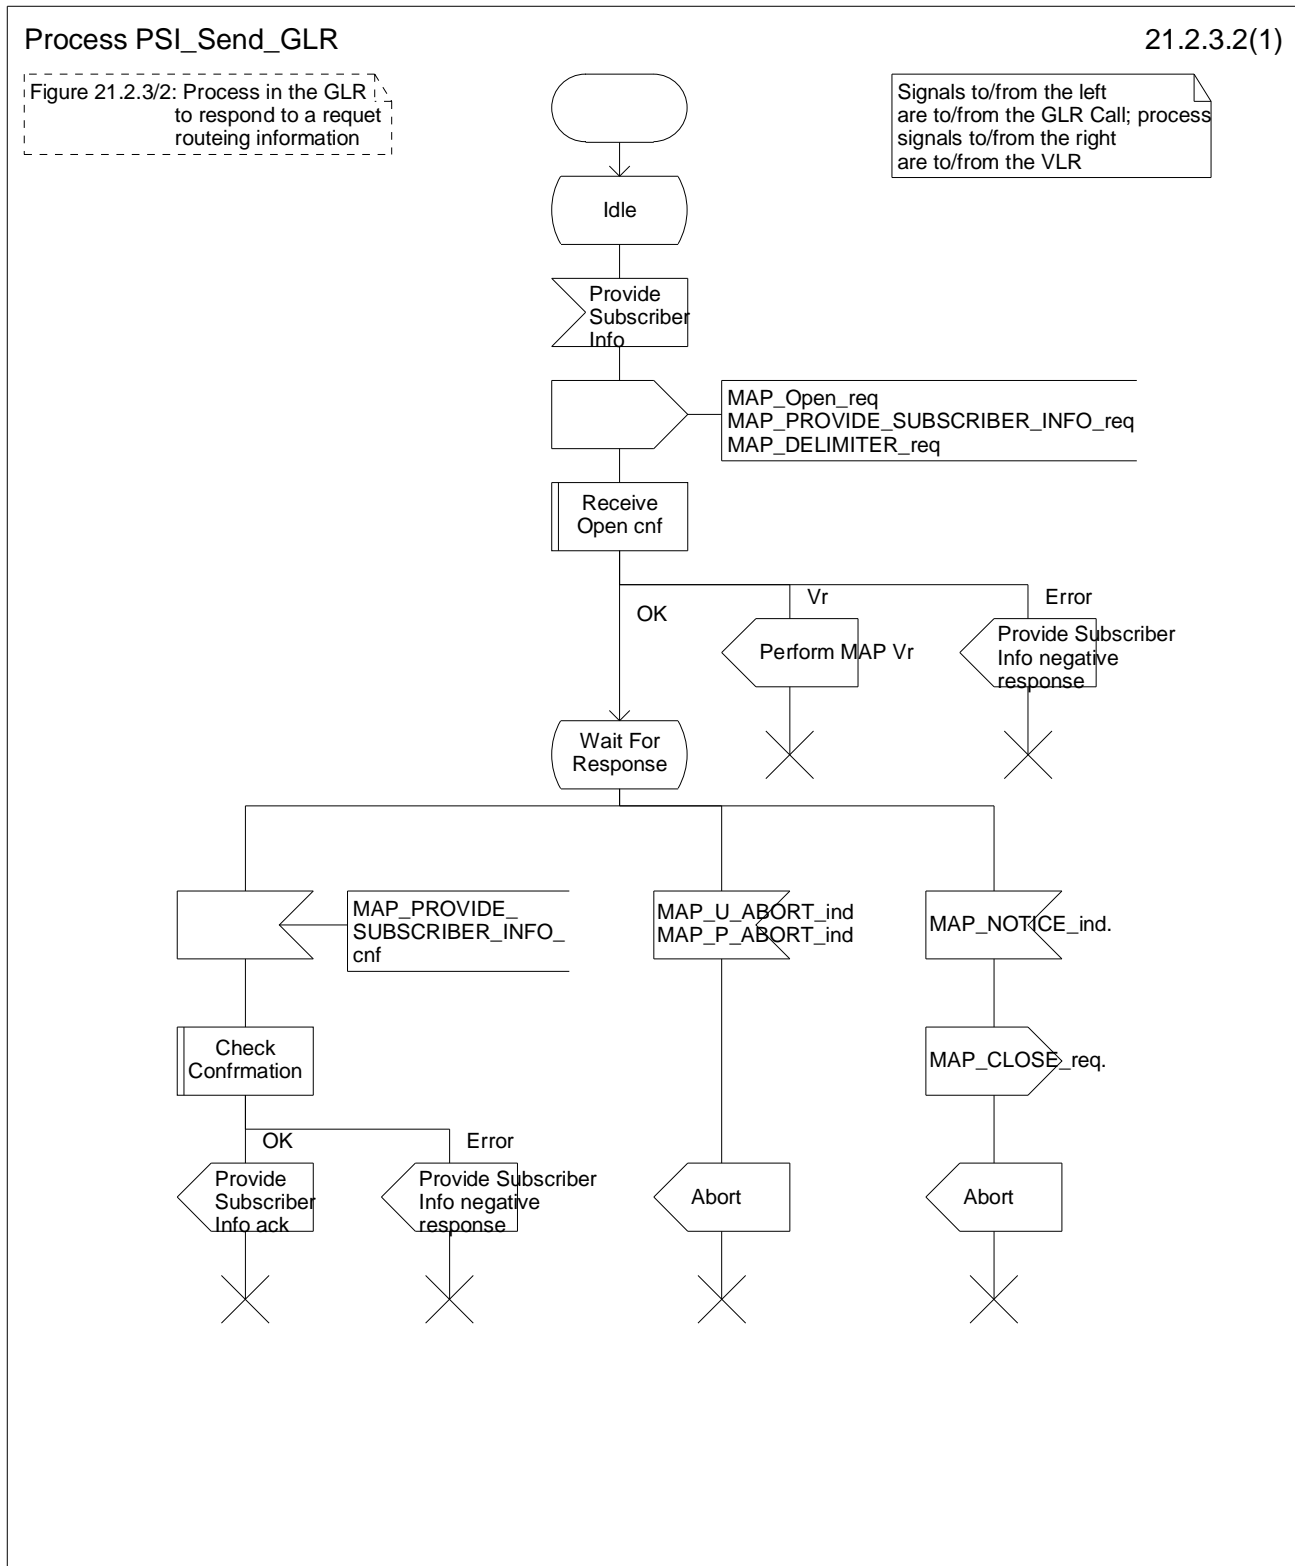 Process PSI_Send_GLR
21.2.3.2(1)
Figure 21.2.3/2: Process in the GLR
to respond to a requet
routeing information
Signals to/from the left
are to/from the GLR Call; process
signals to/from the right
are to/from the VLR
Idle
Provide
Subscriber
Info
MAP_Open_req
MAP_PROVIDE_SUBSCRIBER_INFO_req
MAP_DELIMITER_req
Receive
Open cnf
OK
Vr
Error
Perform MAP Vr
Provide Subscriber
Info negative
response
Wait For
Response
MAP_PROVIDE_
SUBSCRIBER_INFO_
cnf
MAP_U_ABORT_ind
MAP_P_ABORT_ind
MAP_NOTICE_ind.
Check
Confrmation
MAP_CLOSE_req.
OK
Error
Provide
Subscriber
Info ack
Provide Subscriber
Info negative
response
Abort
Abort